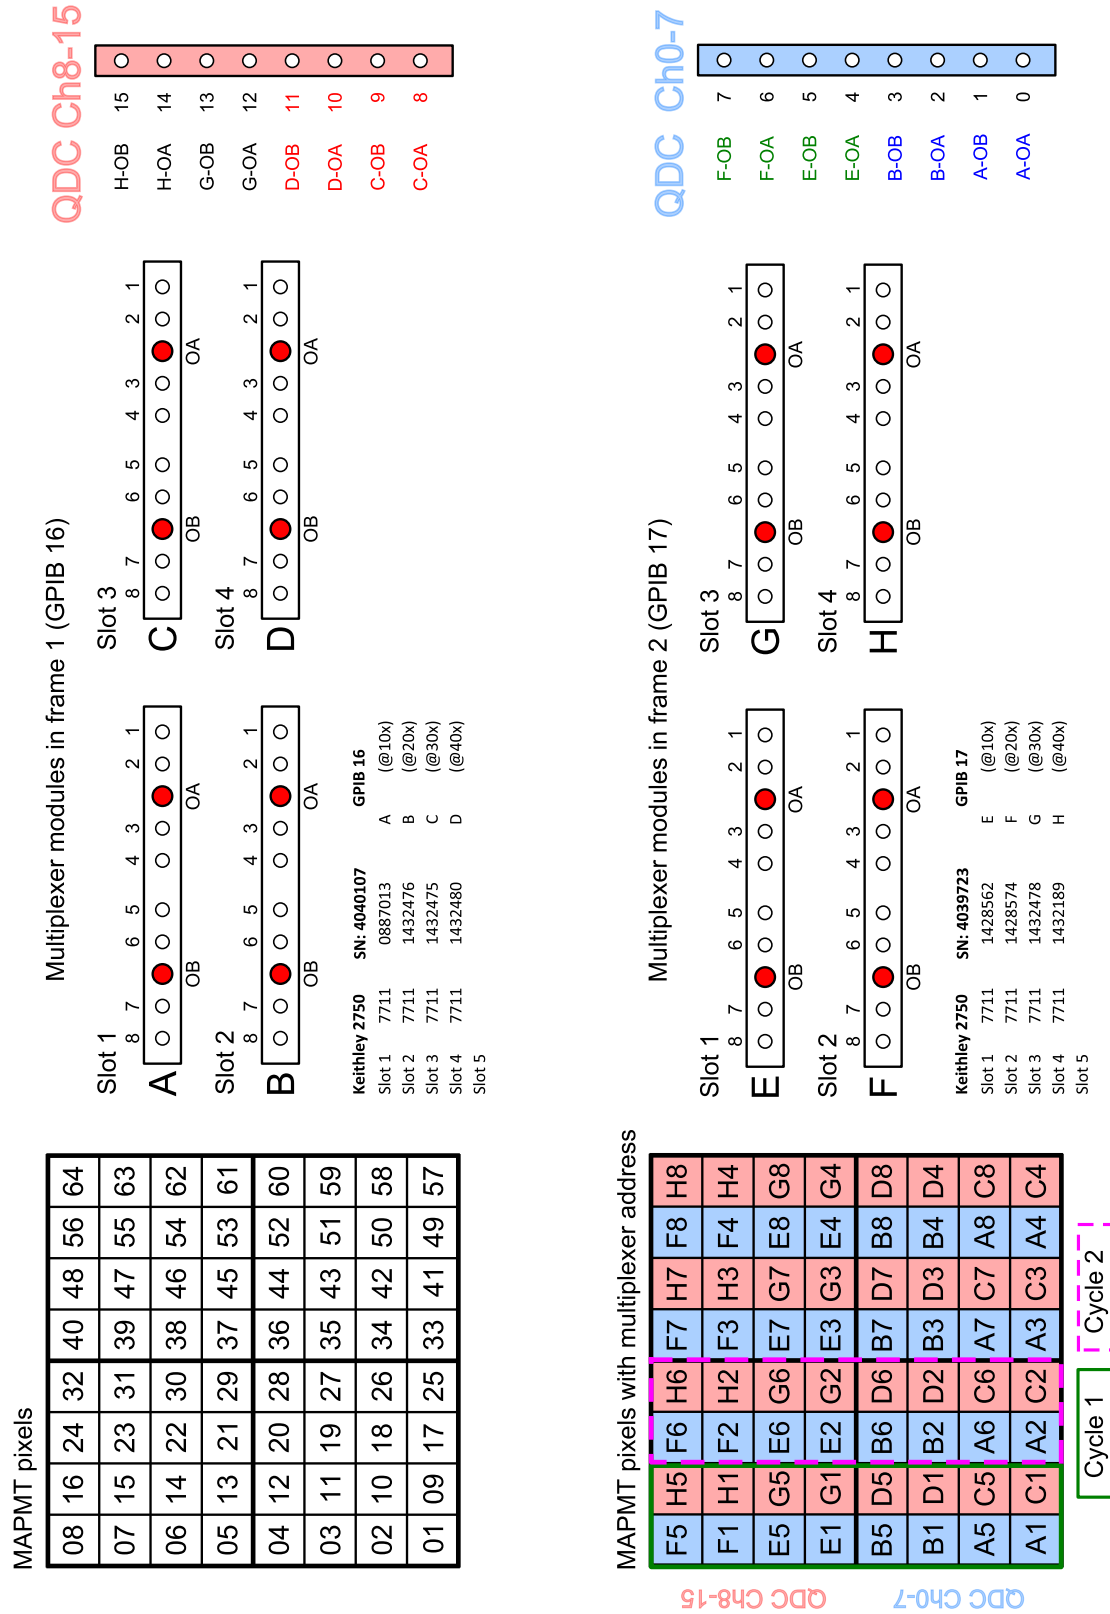 MAPMT pixels
08 16 24 32 40 48 56 64
07 15 23 31 39 47 55 63
06 14 22 30 38 46 54 62
05 13 21 29 37 45 53 61
04 12 20 28 36 44 52 60
03 11 19 27 35 43 51 59
02 10 18 26 34 42 50 58
01 09 17 25 33 41 49 57
Multiplexer modules in frame 1 (GPIB 16)
Slot 1
8 7 6 5 4 3 2 1
A
OB OA
Slot 2
8 7 6 5 4 3 2 1
B
OB OA
Slot 3
8 7 6 5 4 3 2 1
C
OB OA
Slot 4
8 7 6 5 4 3 2 1
D
OB OA
Keithley 2750 SN: 4040107 GPIB 16
Slot 1 7711 0887013 A (@10x)
Slot 2 7711 1432476 B (@20x)
Slot 3 7711 1432475 C (@30x)
Slot 4 7711 1432480 D (@40x)
Slot 5
QDC Ch8-15
H-OB 15
H-OA 14
G-OB 13
G-OA 12
D-OB 11
D-OA 10
C-OB 9
C-OA 8
MAPMT pixels with multiplexer address
F5 H5 F6 H6 F7 H7 F8 H8
F1 H1 F2 H2 F3 H3 F4 H4
E5 G5 E6 G6 E7 G7 E8 G8
E1 G1 E2 G2 E3 G3 E4 G4
B5 D5 B6 D6 B7 D7 B8 D8
B1 D1 B2 D2 B3 D3 B4 D4
A5 C5 A6 C6 A7 C7 A8 C8
A1 C1 A2 C2 A3 C3 A4 C4
QDC Ch8-15
QDC Ch0-7
Cycle 1
Cycle 2
Multiplexer modules in frame 2 (GPIB 17)
Slot 1
8 7 6 5 4 3 2 1
E
OB OA
Slot 2
8 7 6 5 4 3 2 1
F
OB OA
Slot 3
8 7 6 5 4 3 2 1
G
OB OA
Slot 4
8 7 6 5 4 3 2 1
H
OB OA
Keithley 2750 SN: 4039723 GPIB 17
Slot 1 7711 1428562 E (@10x)
Slot 2 7711 1428574 F (@20x)
Slot 3 7711 1432478 G (@30x)
Slot 4 7711 1432189 H (@40x)
Slot 5
QDC Ch0-7
F-OB 7
F-OA 6
E-OB 5
E-OA 4
B-OB 3
B-OA 2
A-OB 1
A-OA 0